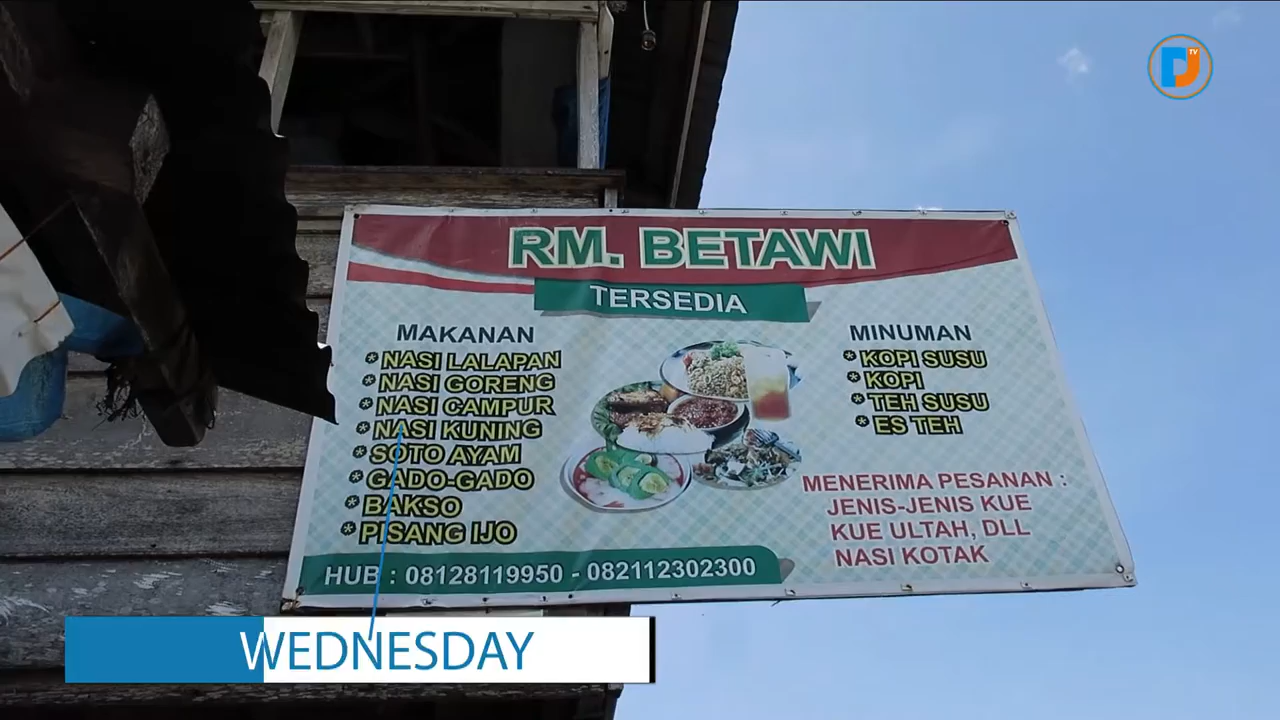 DJ TV
RM. BETAWI
TERSEDIA
MAKANAN
* NASI LALAPAN
* NASI GORENG
* NASI CAMPUR
* NASI KUNING
* SOTO AYAM
* GADO-GADO
* BAKSO
* PISANG IJO
MINUMAN
* KOPI SUSU
* KOPI
* TEH SUSU
* ES TEH
MENERIMA PESANAN :
JENIS-JENIS KUE
KUE ULTAH, DLL
NASI KOTAK
HUB : 08128119950 - 082112302300
WEDNESDAY